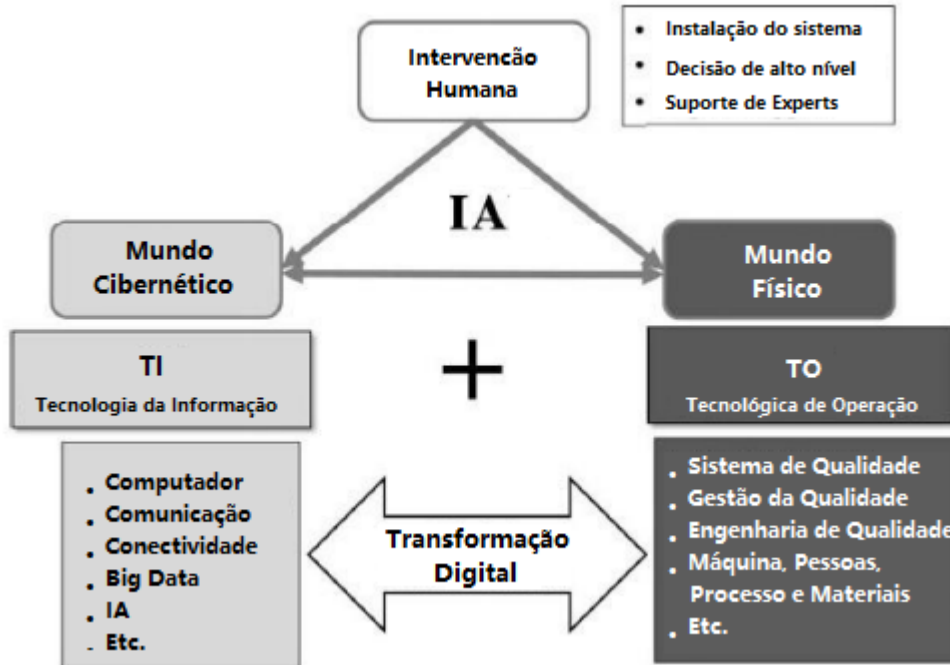 Intervencão
Humana
• Instalação do sistema
• Decisão de alto nível
• Suporte de Experts
IA
Mundo
Cibernético
Mundo
Físico
TI
Tecnologia da Informação
+
TO
Tecnológica de Operação
. Computador
. Comunicação
. Conectividade
. Big Data
. IA
- Etc.
Transformação
Digital
. Sistema de Qualidade
. Gestão da Qualidade
. Engenharia de Qualidade
. Máquina, Pessoas,
Processo e Materiais
. Etc.